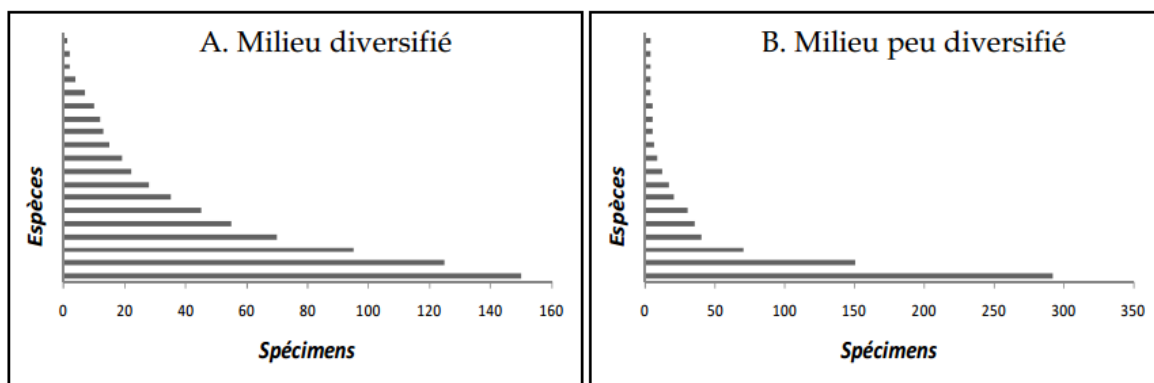 A. Milieu diversifié
Espèces
0 20 40 60 80 100 120 140 160
Spécimens
B. Milieu peu diversifié
Espèces
0 50 100 150 200 250 300 350
Spécimens